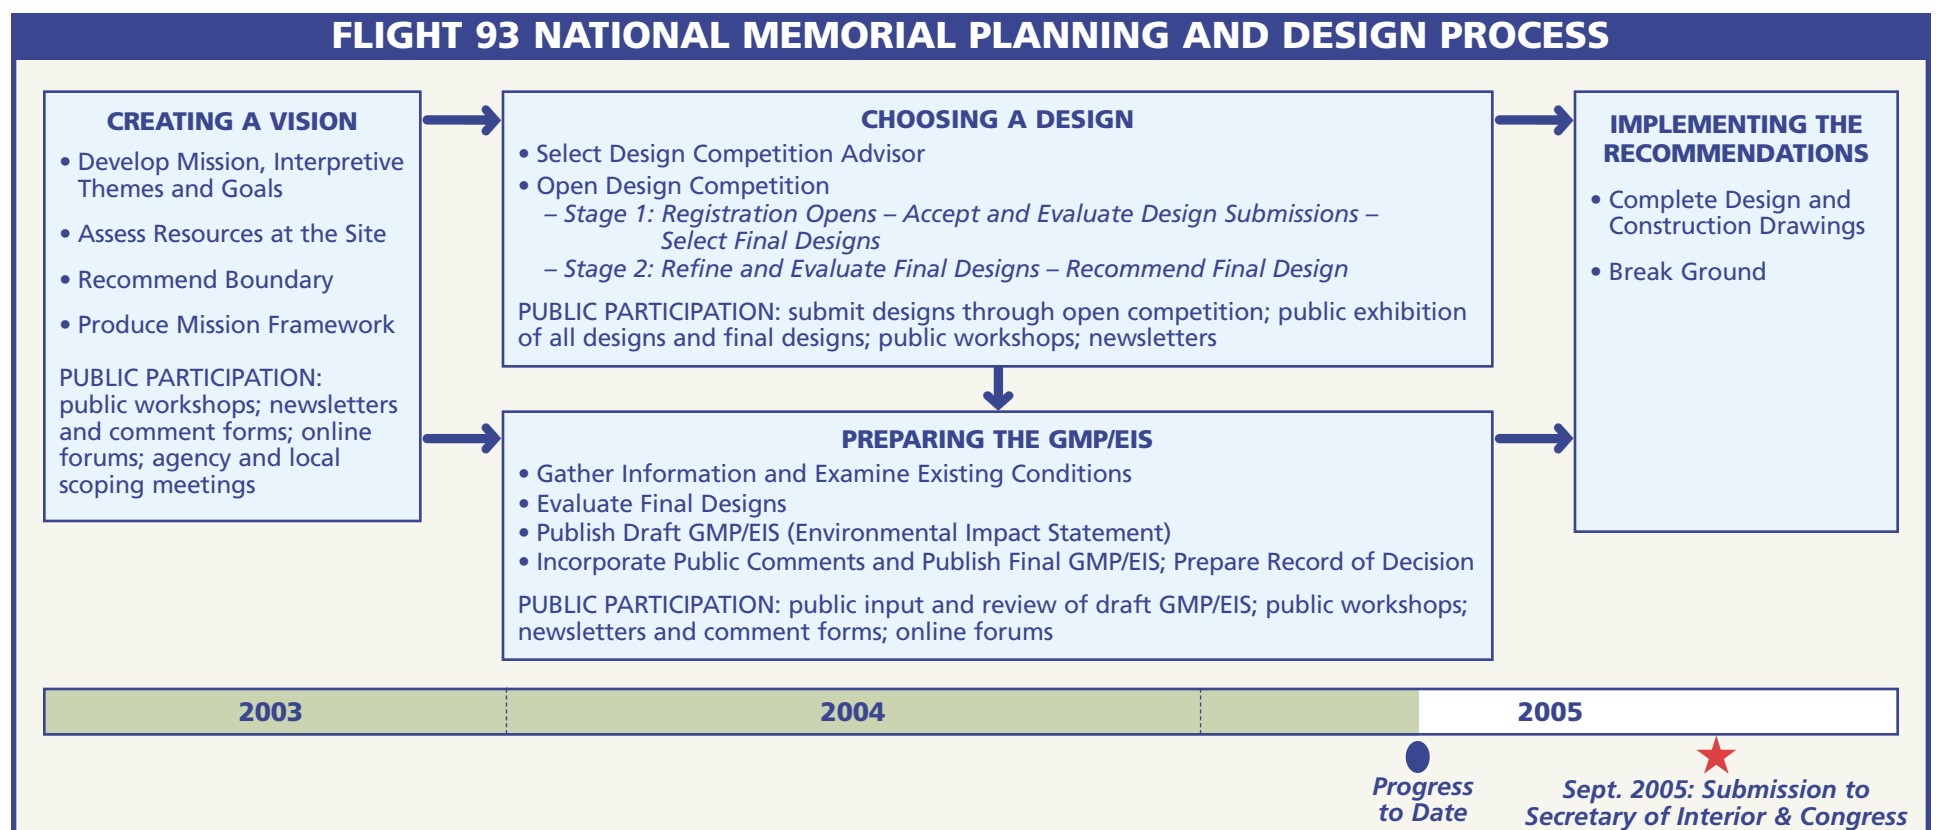 FLIGHT 93 NATIONAL MEMORIAL PLANNING AND DESIGN PROCESS
CREATING A VISION
• Develop Mission, Interpretive
Themes and Goals
• Assess Resources at the Site
• Recommend Boundary
• Produce Mission Framework
PUBLIC PARTICIPATION:
public workshops; newsletters
and comment forms; online
forums; agency and local
scoping meetings
CHOOSING A DESIGN
• Select Design Competition Advisor
• Open Design Competition
– Stage 1: Registration Opens – Accept and Evaluate Design Submissions –
Select Final Designs
– Stage 2: Refine and Evaluate Final Designs – Recommend Final Design
PUBLIC PARTICIPATION: submit designs through open competition; public exhibition
of all designs and final designs; public workshops; newsletters
PREPARING THE GMP/EIS
• Gather Information and Examine Existing Conditions
• Evaluate Final Designs
• Publish Draft GMP/EIS (Environmental Impact Statement)
• Incorporate Public Comments and Publish Final GMP/EIS; Prepare Record of Decision
PUBLIC PARTICIPATION: public input and review of draft GMP/EIS; public workshops;
newsletters and comment forms; online forums
IMPLEMENTING THE
RECOMMENDATIONS
• Complete Design and
Construction Drawings
• Break Ground
2003
2004
2005
Progress
to Date
Sept. 2005: Submission to
Secretary of Interior & Congress